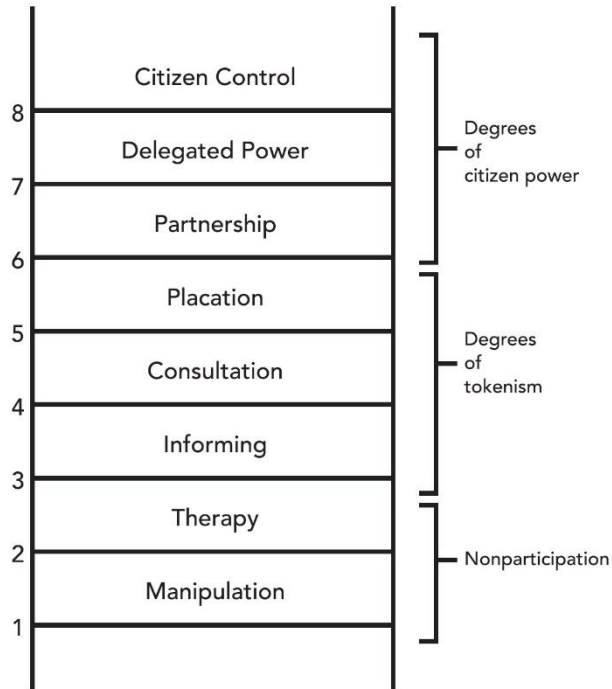 Citizen Control
8
Delegated Power
7
Partnership
6
Placation
5
Consultation
4
Informing
3
Therapy
2
Manipulation
1
Degrees
of
citizen power
Degrees
of
tokenism
Nonparticipation